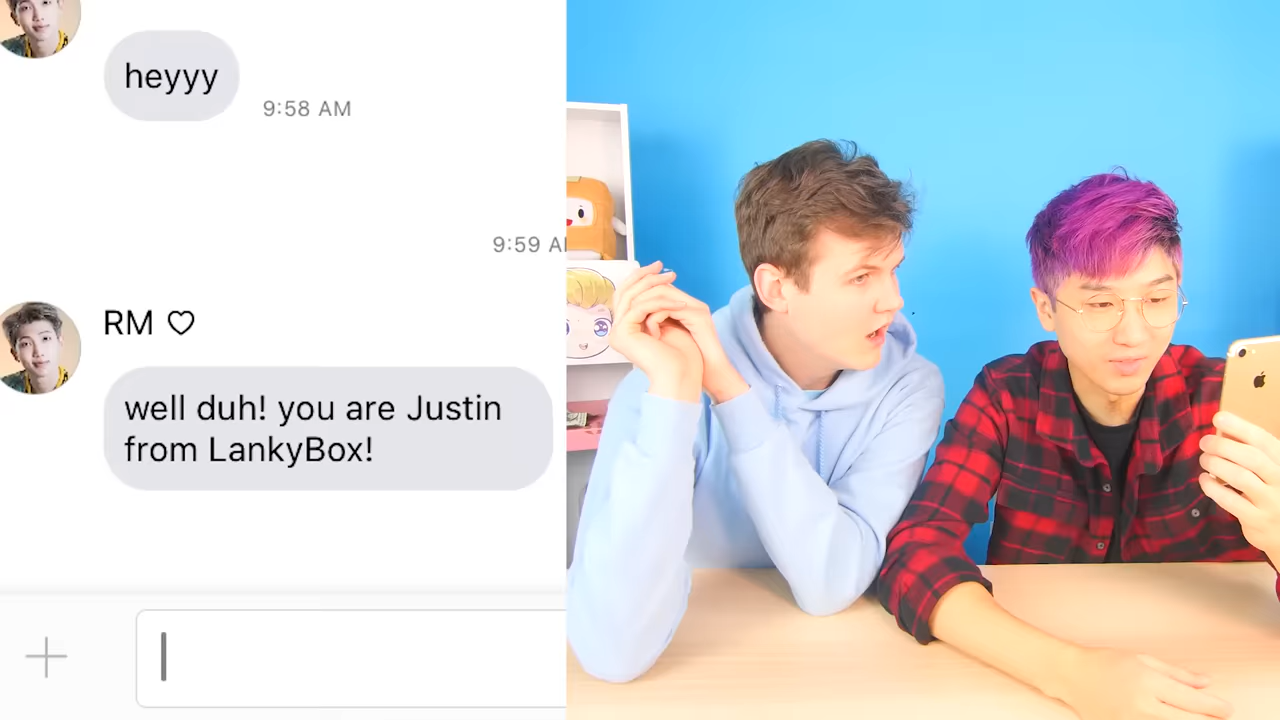 heyyy
9:58 AM
9:59 A
RM ♡
well duh! you are Justin
from LankyBox!